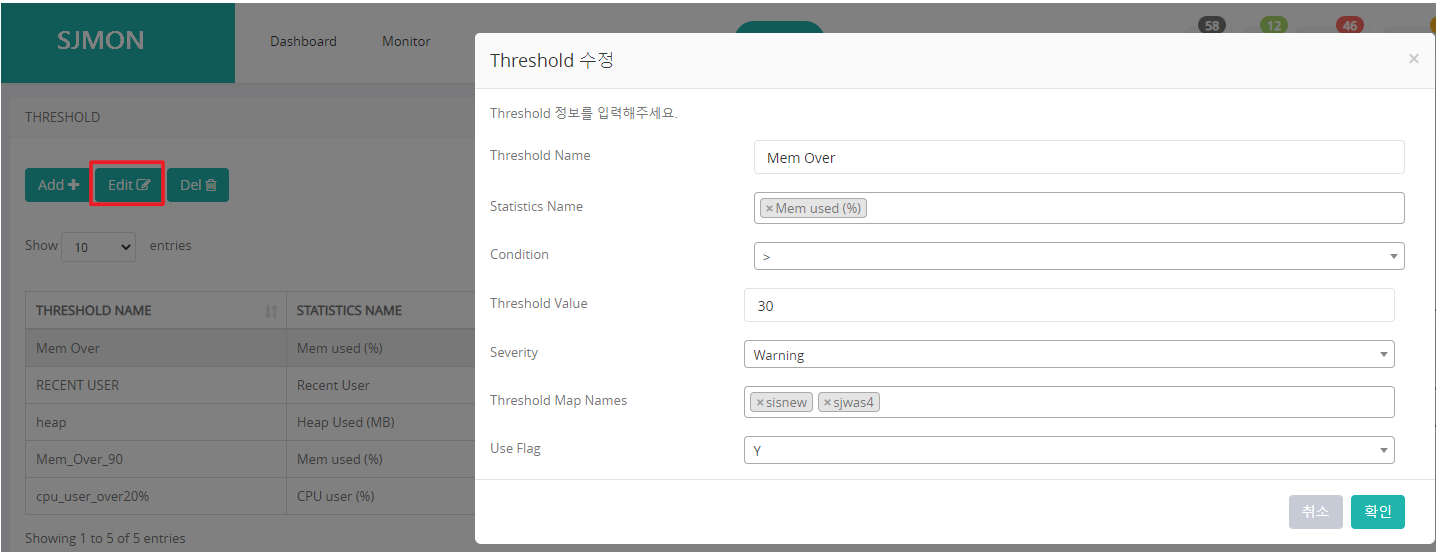 SJMON
Dashboard Monitor
58 12 46
THRESHOLD
Add Edit Del
Show 10 entries
THRESHOLD NAME STATISTICS NAME
Mem Over Mem used (%)
RECENT USER Recent User
heap Heap Used (MB)
Mem_Over_90 Mem used (%)
cpu_user_over20% CPU user (%)
Showing 1 to 5 of 5 entries
Threshold 수정 ×
Threshold 정보를 입력해주세요.
Threshold Name Mem Over
Statistics Name ×Mem used (%)
Condition >
Threshold Value 30
Severity Warning
Threshold Map Names ×sisnew ×sjwas4
Use Flag Y
취소 확인